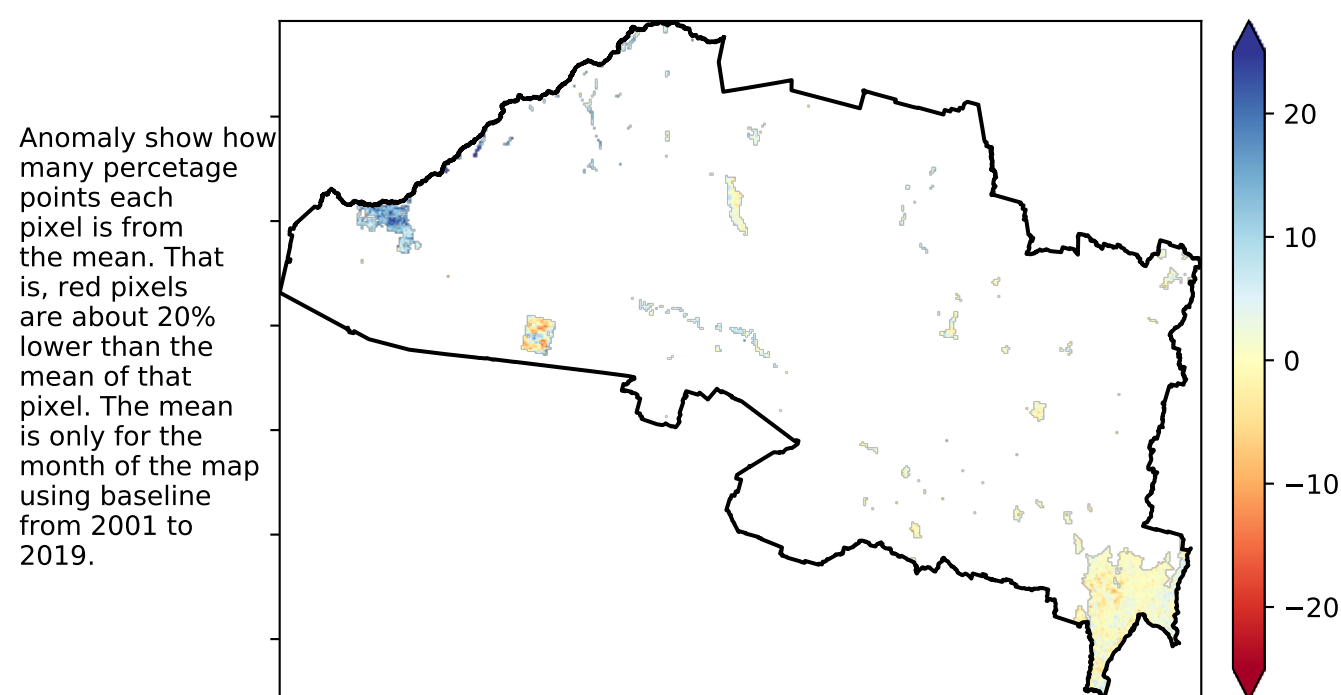 Anomaly show how
many percetage
points each
pixel is from
the mean. That
is, red pixels
are about 20%
lower than the
mean of that
pixel. The mean
is only for the
month of the map
using baseline
from 2001 to
2019.
20
10
0
−10
−20